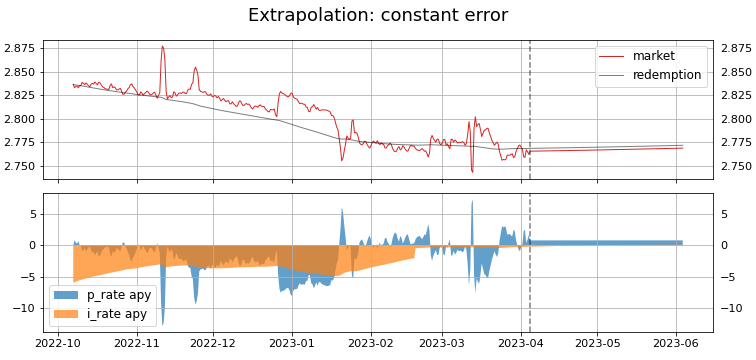 Extrapolation: constant error
2.875 2.875
2.850 2.850
2.825 2.825
2.800 2.800
2.775 2.775
2.750 2.750
market
redemption
5 5
0 0
−5 −5
−10 −10
p_rate apy
i_rate apy
2022-10 2022-11 2022-12 2023-01 2023-02 2023-03 2023-04 2023-05 2023-06